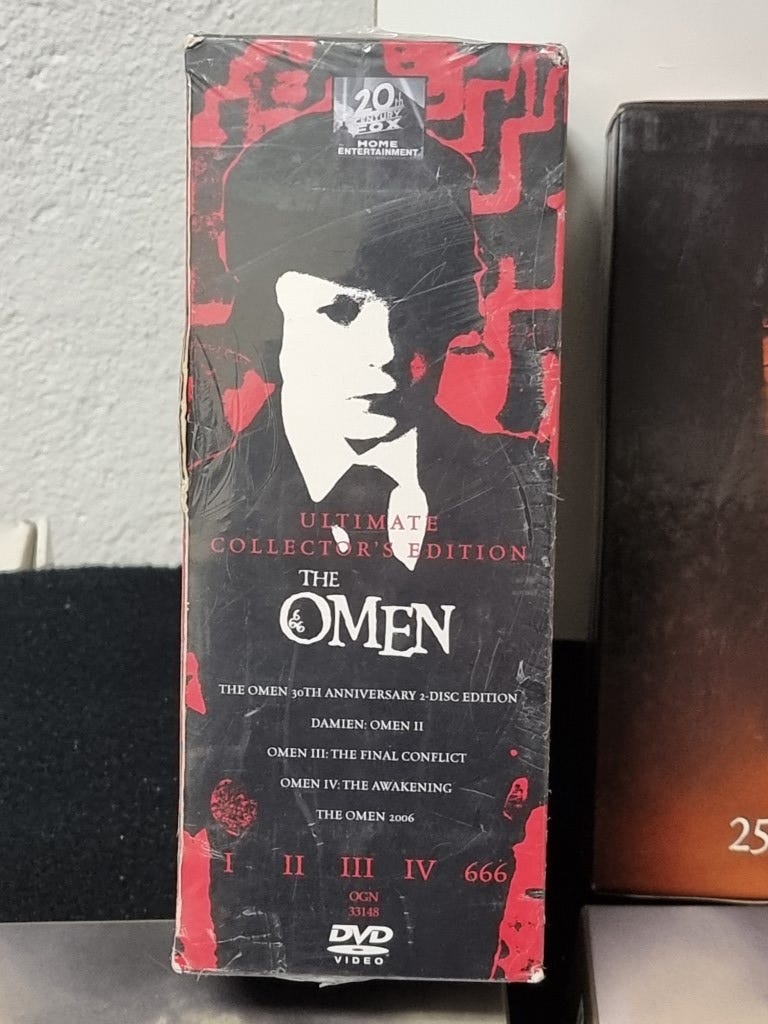 20th
CENTURY
FOX
HOME
ENTERTAINMENT
ULTIMATE
COLLECTOR'S EDITION
THE
OMEN
666
THE OMEN 30TH ANNIVERSARY 2-DISC EDITION
DAMIEN: OMEN II
OMEN III: THE FINAL CONFLICT
OMEN IV: THE AWAKENING
THE OMEN 2006
I II III IV 666
OGN
33148
DVD
VIDEO
25